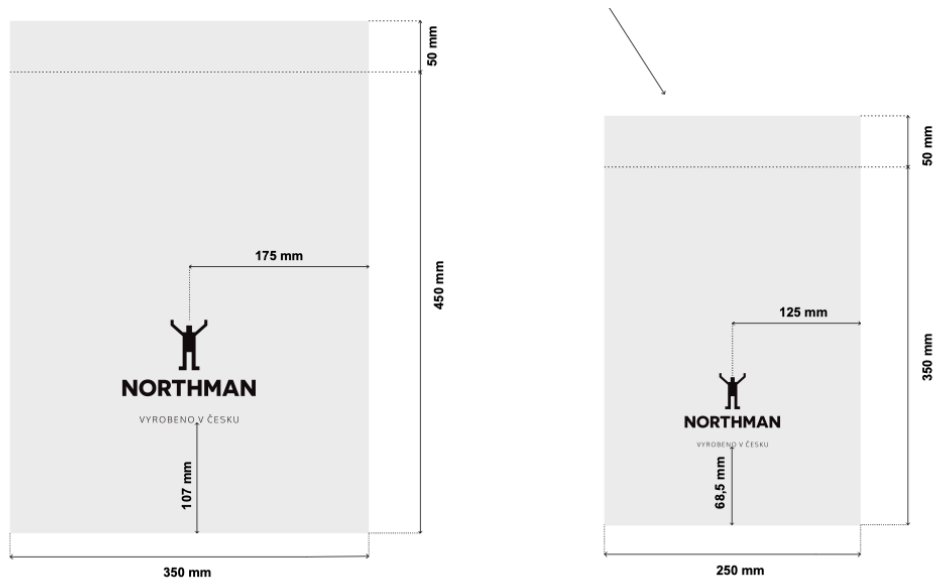 50 mm
175 mm
450 mm
NORTHMAN
VYROBENO V ČESKU
107 mm
350 mm
50 mm
125 mm
350 mm
NORTHMAN
VYROBENO V ČESKU
68,5 mm
250 mm